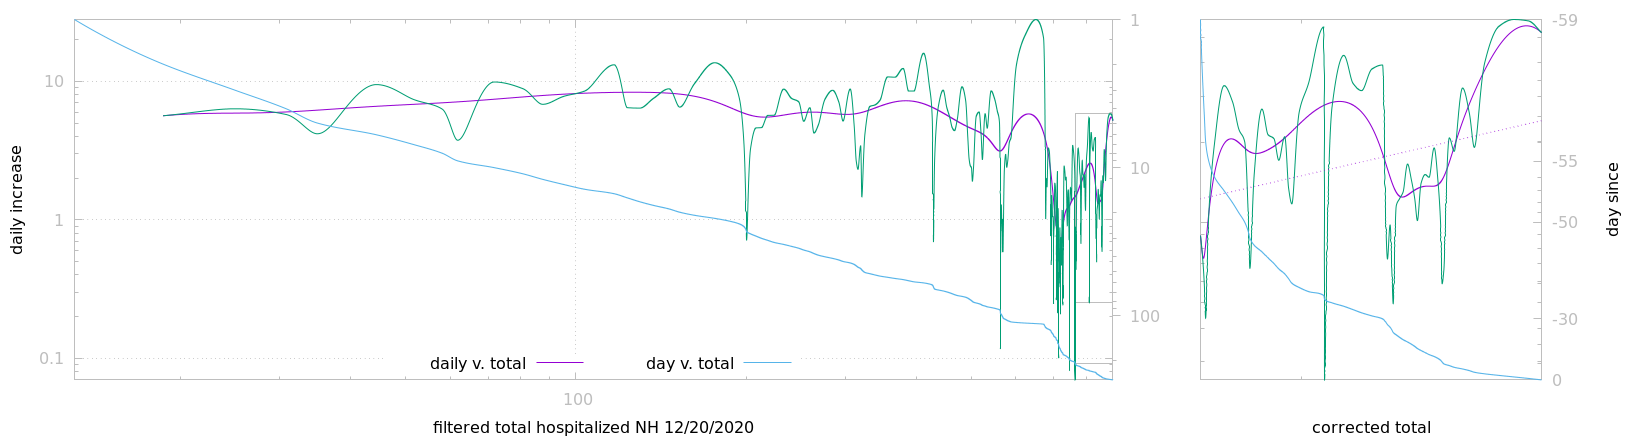 daily increase
10
1
0.1
100
1
10
100
daily v. total
day v. total
filtered total hospitalized NH 12/20/2020
-59
-55
-50
-30
0
day since
corrected total